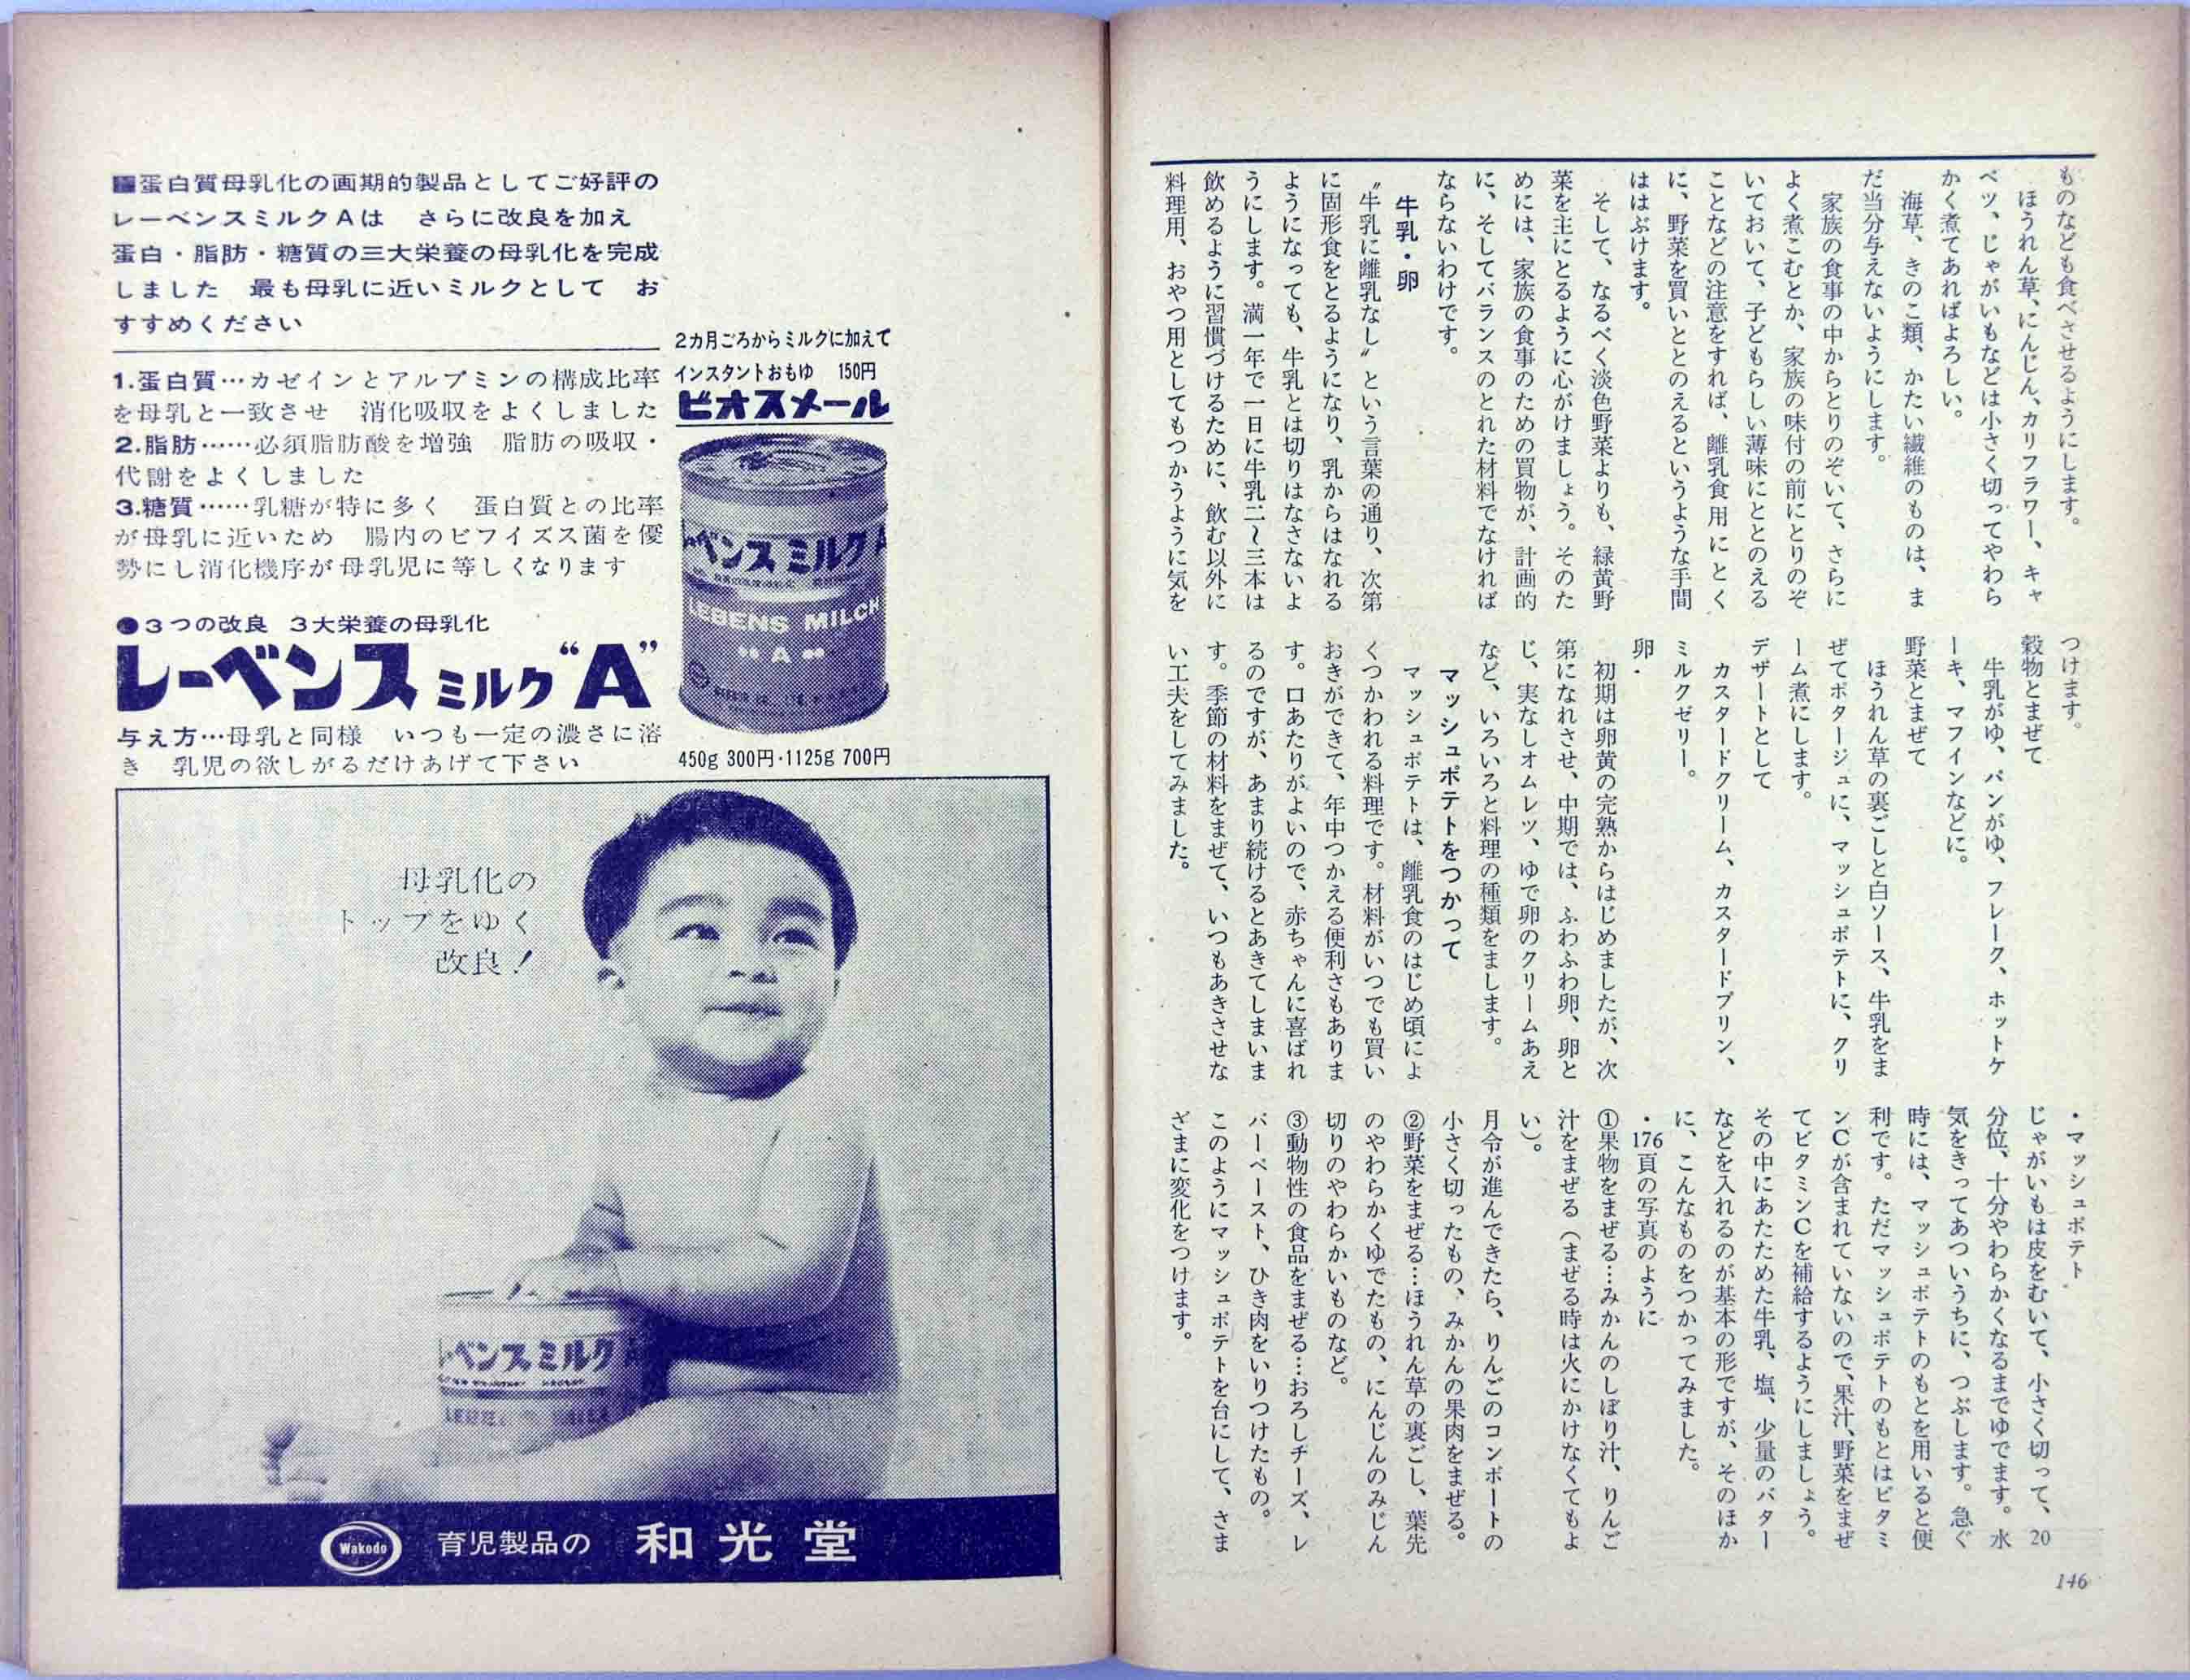 ものなども食べさせるようにします。
ほうれん草、にんじん、カリフラワー、キャ
ベツ、じゃがいもなどは小さく切ってやわら
かく煮てあればよろしい。
海草、きのこ類、かたい繊維のものは、ま
だ当分与えないようにします。
家族の食事の中からとりのぞいて、さらに
よく煮こむとか、家族の味付の前にとりのぞ
いておいて、子どもらしい薄味にととのえる
ことなどの注意をすれば、離乳食用にとく
に、野菜を買いととのえるというような手間
ははぶけます。
そして、なるべく淡色野菜よりも、緑黄野
菜を主にとるように心がけましょう。そのた
めには、家族の食事のための買物が、計画的
に、そしてバランスのとれた材料でなければ
ならないわけです。
牛乳・卵
〝牛乳に離乳なし〟という言葉の通り、次第
に固形食をとるようになり、乳からはなれる
ようになっても、牛乳とは切りはなさないよ
うにします。満一年で一日に牛乳二〜三本は
飲めるように習慣づけるために、飲む以外に
料理用、おやつ用としてもつかうように気を
つけます。
穀物とまぜて
牛乳がゆ、パンがゆ、フレーク、ホットケ
ーキ、マフインなどに。
野菜とまぜて
ほうれん草の裏ごしと白ソース、牛乳をま
ぜてポタージュに、マッシュポテトに、クリ
ーム煮にします。
デザートとして
カスタードクリーム、カスタードプリン、
ミルクゼリー。
卵・
初期は卵黄の完熟からはじめましたが、次
第になれさせ、中期では、ふわふわ卵、卵と
じ、実なしオムレツ、ゆで卵のクリームあえ
など、いろいろと料理の種類をまします。
マッシュポテトをつかって
マッシュポテトは、離乳食のはじめ頃によ
くつかわれる料理です。材料がいつでも買い
おきができて、年中つかえる便利さもありま
す。口あたりがよいので、赤ちゃんに喜ばれ
るのですが、あまり続けるとあきてしまいま
す。季節の材料をまぜて、いつもあきさせな
い工夫をしてみました。
・マッシュポテト
じゃがいもは皮をむいて、小さく切って、20
分位、十分やわらかくなるまでゆでます。水
気をきってあついうちに、つぶします。急ぐ
時には、マッシュポテトのもとを用いると便
利です。ただマッシュポテトのもとはビタミ
ンCが含まれていないので、果汁、野菜をまぜ
てビタミンCを補給するようにしましょう。
その中にあたためた牛乳、塩、少量のバター
などを入れるのが基本の形ですが、そのほか
に、こんなものをつかってみました。
・176頁の写真のように
①果物をまぜる…みかんのしぼり汁、りんご
汁をまぜる（まぜる時は火にかけなくてもよ
い）。
月令が進んできたら、りんごのコンポートの
小さく切ったもの、みかんの果肉をまぜる。
②野菜をまぜる…ほうれん草の裏ごし、葉先
のやわらかくゆでたもの、にんじんのみじん
切りのやわらかいものなど。
③動物性の食品をまぜる…おろしチーズ、レ
バーペースト、ひき肉をいりつけたもの。
このようにマッシュポテトを台にして、さま
ざまに変化をつけます。
146
■蛋白質母乳化の画期的製品としてご好評の
レーベンスミルクAは　さらに改良を加え
蛋白・脂肪・糖質の三大栄養の母乳化を完成
しました　最も母乳に近いミルクとして　お
すすめください
1.蛋白質…カゼインとアルブミンの構成比率
を母乳と一致させ　消化吸収をよくしました
2.脂肪……必須脂肪酸を増強　脂肪の吸収・
代謝をよくしました
3.糖質……乳糖が特に多く　蛋白質との比率
が母乳に近いため　腸内のビフイズス菌を優
勢にし消化機序が母乳児に等しくなります
●3つの改良　3大栄養の母乳化
レーベンスミルク“A”
与え方…母乳と同様　いつも一定の濃さに溶
き　乳児の欲しがるだけあげて下さい
2カ月ごろからミルクに加えて
インスタントおもゆ　150円
ビオスメール
ーベンスミルク
LEBENS MILCH
“A”
450g 300円・1125g 700円
母乳化の
トップをゆく
改良！
ベンスミルク
Wakodo
育児製品の　和光堂